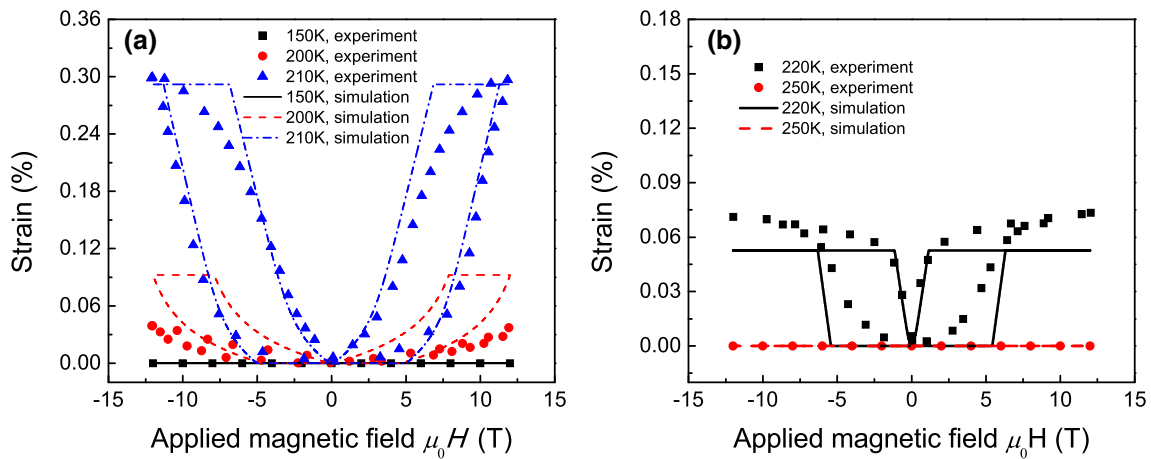 (a)
0.36
0.30
0.24
0.18
0.12
0.06
0.00
Strain (%)
150K, experiment
200K, experiment
210K, experiment
150K, simulation
200K, simulation
210K, simulation
-15 -10 -5 0 5 10 15
Applied magnetic field μ₀H (T)
(b)
0.18
0.15
0.12
0.09
0.06
0.03
0.00
Strain (%)
220K, experiment
250K, experiment
220K, simulation
250K, simulation
-15 -10 -5 0 5 10 15
Applied magnetic field μ₀H (T)